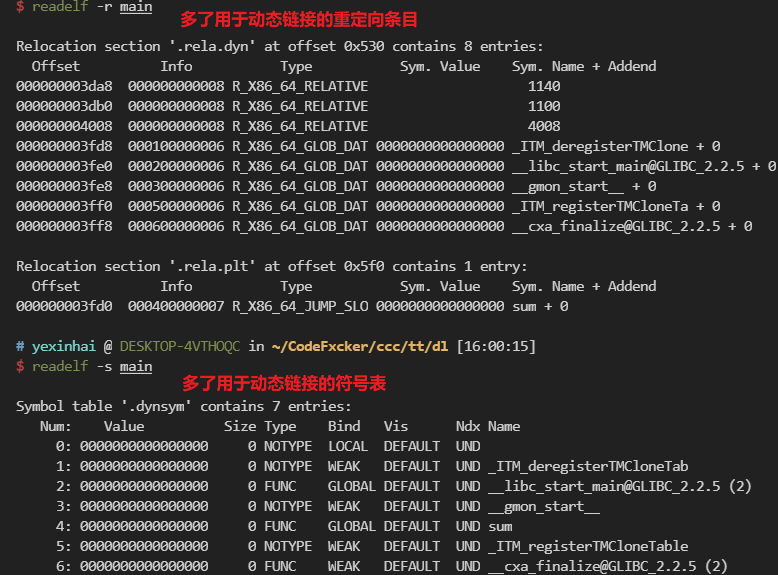 $ readelf -r main
多了用于动态链接的重定向条目
Relocation section '.rela.dyn' at offset 0x530 contains 8 entries:
  Offset          Info           Type           Sym. Value    Sym. Name + Addend
000000003da8  000000000008 R_X86_64_RELATIVE                    1140
000000003db0  000000000008 R_X86_64_RELATIVE                    1100
000000004008  000000000008 R_X86_64_RELATIVE                    4008
000000003fd8  000100000006 R_X86_64_GLOB_DAT 0000000000000000 _ITM_deregisterTMClone + 0
000000003fe0  000200000006 R_X86_64_GLOB_DAT 0000000000000000 __libc_start_main@GLIBC_2.2.5 + 0
000000003fe8  000300000006 R_X86_64_GLOB_DAT 0000000000000000 __gmon_start__ + 0
000000003ff0  000500000006 R_X86_64_GLOB_DAT 0000000000000000 _ITM_registerTMCloneTa + 0
000000003ff8  000600000006 R_X86_64_GLOB_DAT 0000000000000000 __cxa_finalize@GLIBC_2.2.5 + 0
Relocation section '.rela.plt' at offset 0x5f0 contains 1 entry:
  Offset          Info           Type           Sym. Value    Sym. Name + Addend
000000003fd0  000400000007 R_X86_64_JUMP_SLO 0000000000000000 sum + 0
# yexinhai @ DESKTOP-4VTHOQC in ~/CodeFxcker/ccc/tt/dl [16:00:15]
$ readelf -s main
多了用于动态链接的符号表
Symbol table '.dynsym' contains 7 entries:
   Num:    Value          Size Type    Bind   Vis      Ndx Name
     0: 0000000000000000     0 NOTYPE  LOCAL  DEFAULT  UND
     1: 0000000000000000     0 NOTYPE  WEAK   DEFAULT  UND _ITM_deregisterTMCloneTab
     2: 0000000000000000     0 FUNC    GLOBAL DEFAULT  UND __libc_start_main@GLIBC_2.2.5 (2)
     3: 0000000000000000     0 NOTYPE  WEAK   DEFAULT  UND __gmon_start__
     4: 0000000000000000     0 FUNC    GLOBAL DEFAULT  UND sum
     5: 0000000000000000     0 NOTYPE  WEAK   DEFAULT  UND _ITM_registerTMCloneTable
     6: 0000000000000000     0 FUNC    WEAK   DEFAULT  UND __cxa_finalize@GLIBC_2.2.5 (2)